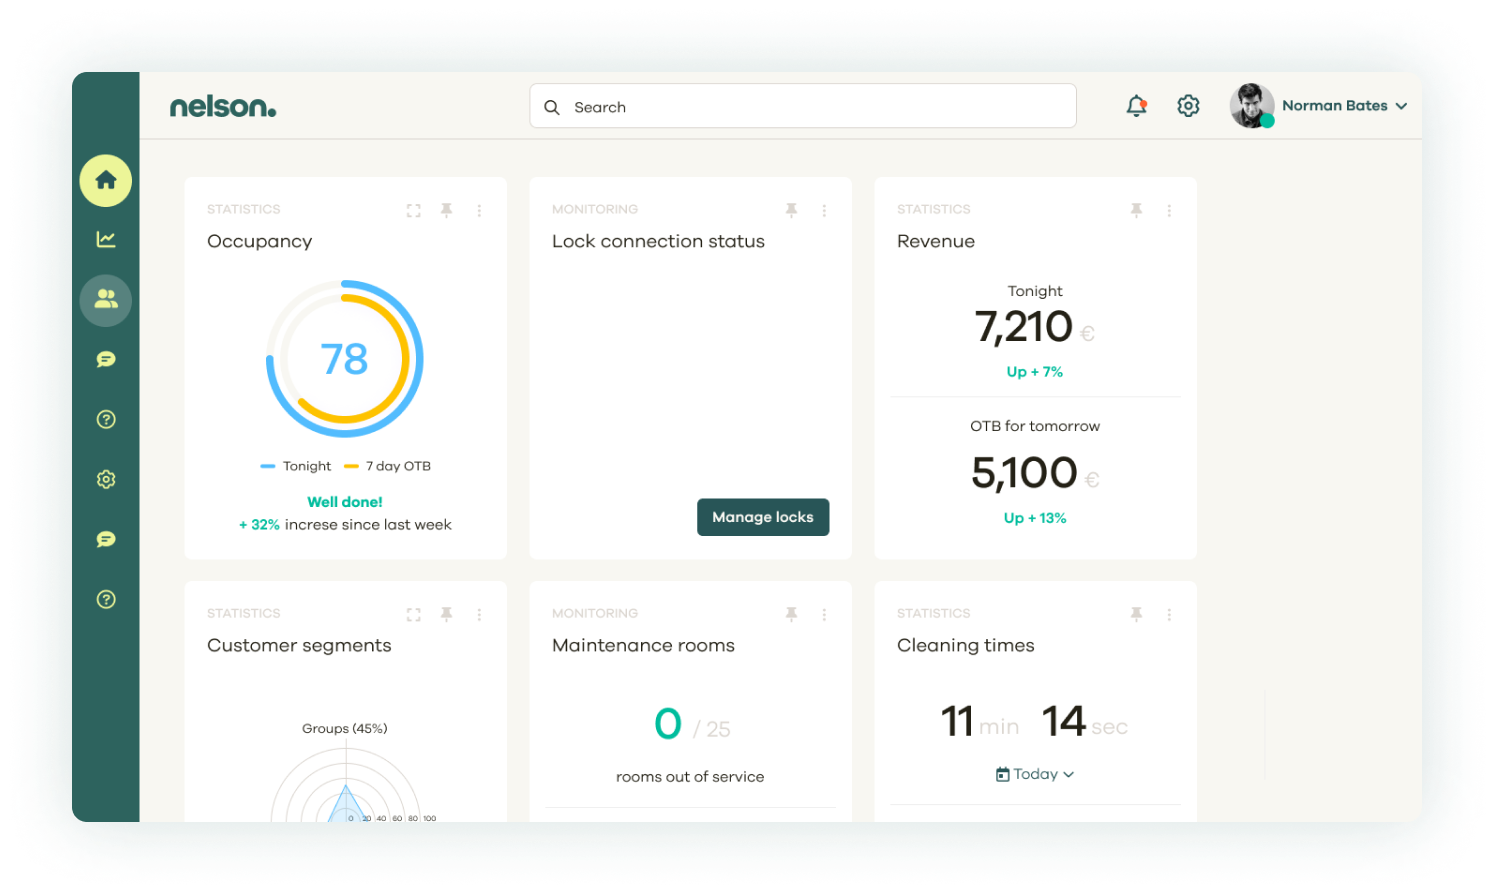 nelson.
Search
Norman Bates
STATISTICS
Occupancy
78
Tonight
7 day OTB
Well done!
+ 32% increse since last week
MONITORING
Lock connection status
Manage locks
STATISTICS
Revenue
Tonight
7,210 €
Up + 7%
OTB for tomorrow
5,100 €
Up + 13%
STATISTICS
Customer segments
Groups (45%)
0 20 40 60 80 100
MONITORING
Maintenance rooms
0 / 25
rooms out of service
STATISTICS
Cleaning times
11 min 14 sec
Today